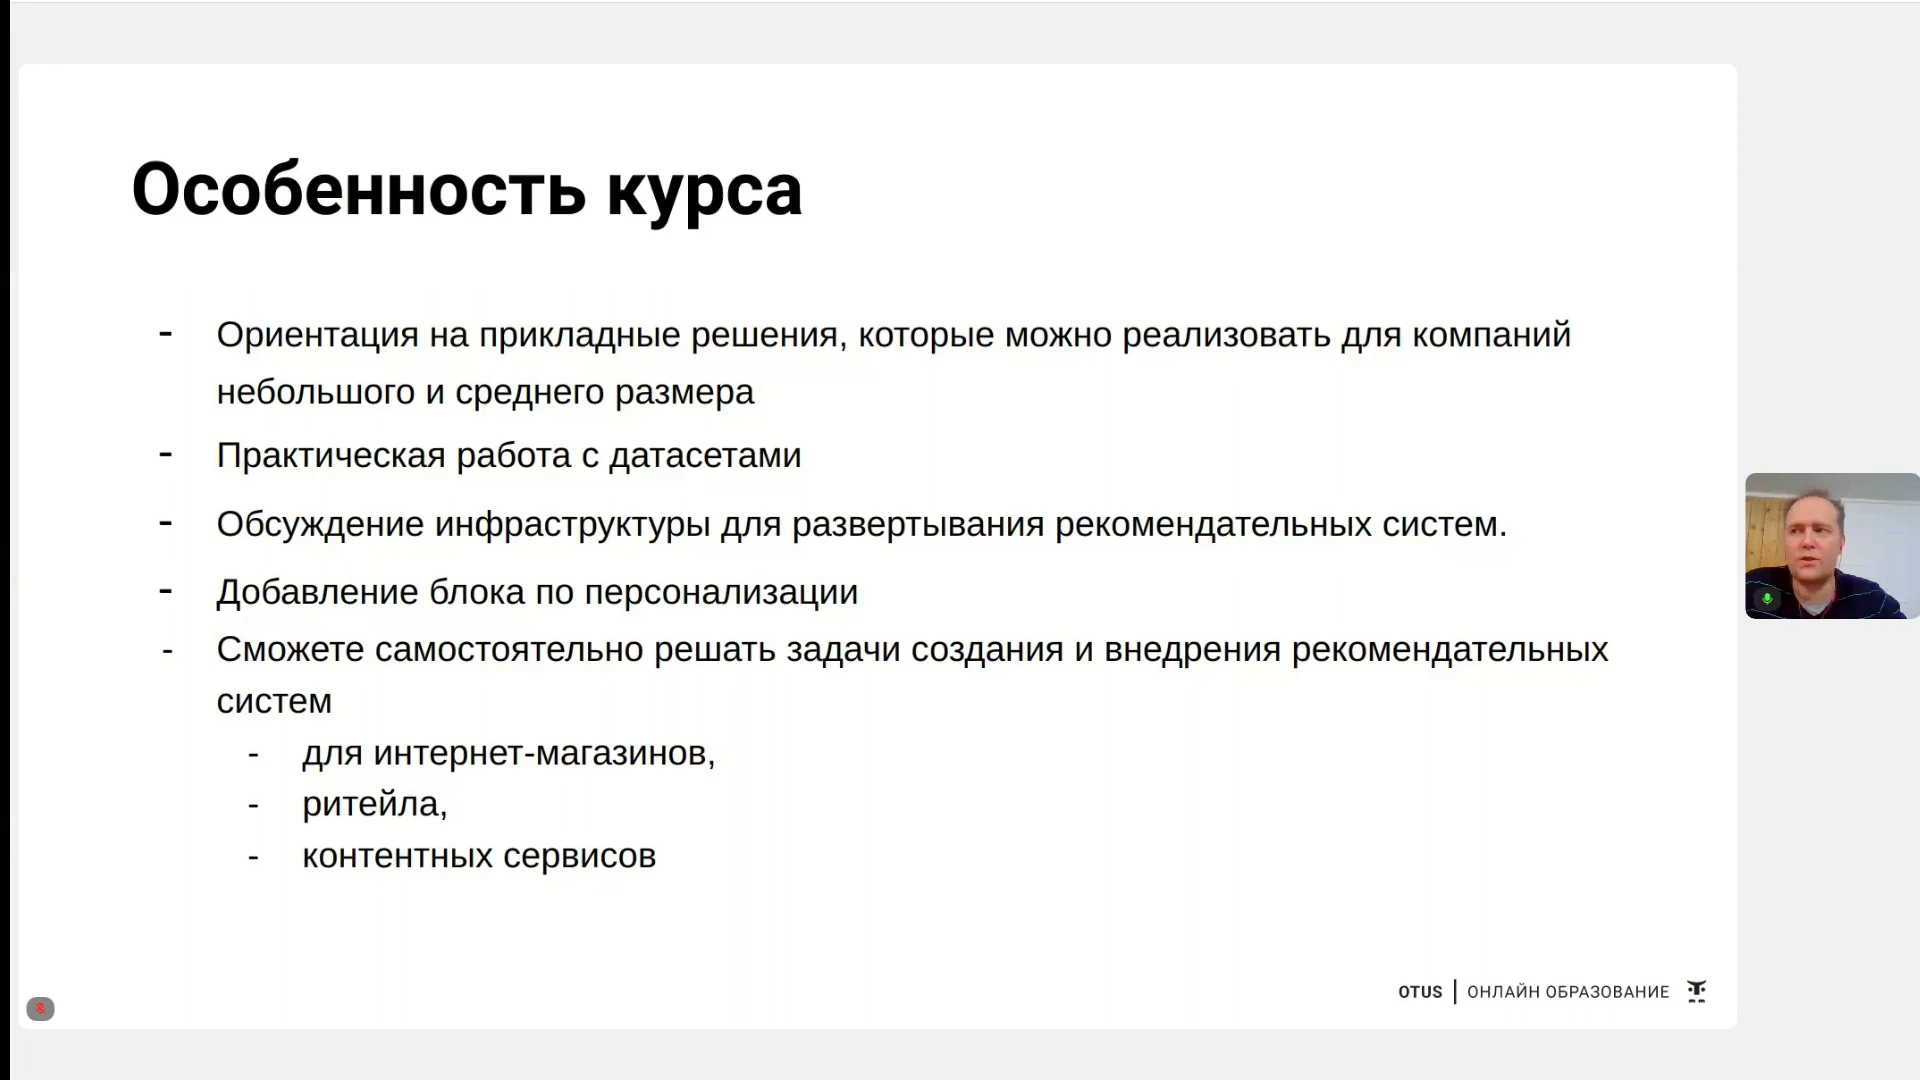 Особенность курса
- Ориентация на прикладные решения, которые можно реализовать для компаний
небольшого и среднего размера
- Практическая работа с датасетами
- Обсуждение инфраструктуры для развертывания рекомендательных систем.
- Добавление блока по персонализации
- Сможете самостоятельно решать задачи создания и внедрения рекомендательных
систем
- для интернет-магазинов,
- ритейла,
- контентных сервисов
OTUS | ОНЛАЙН ОБРАЗОВАНИЕ